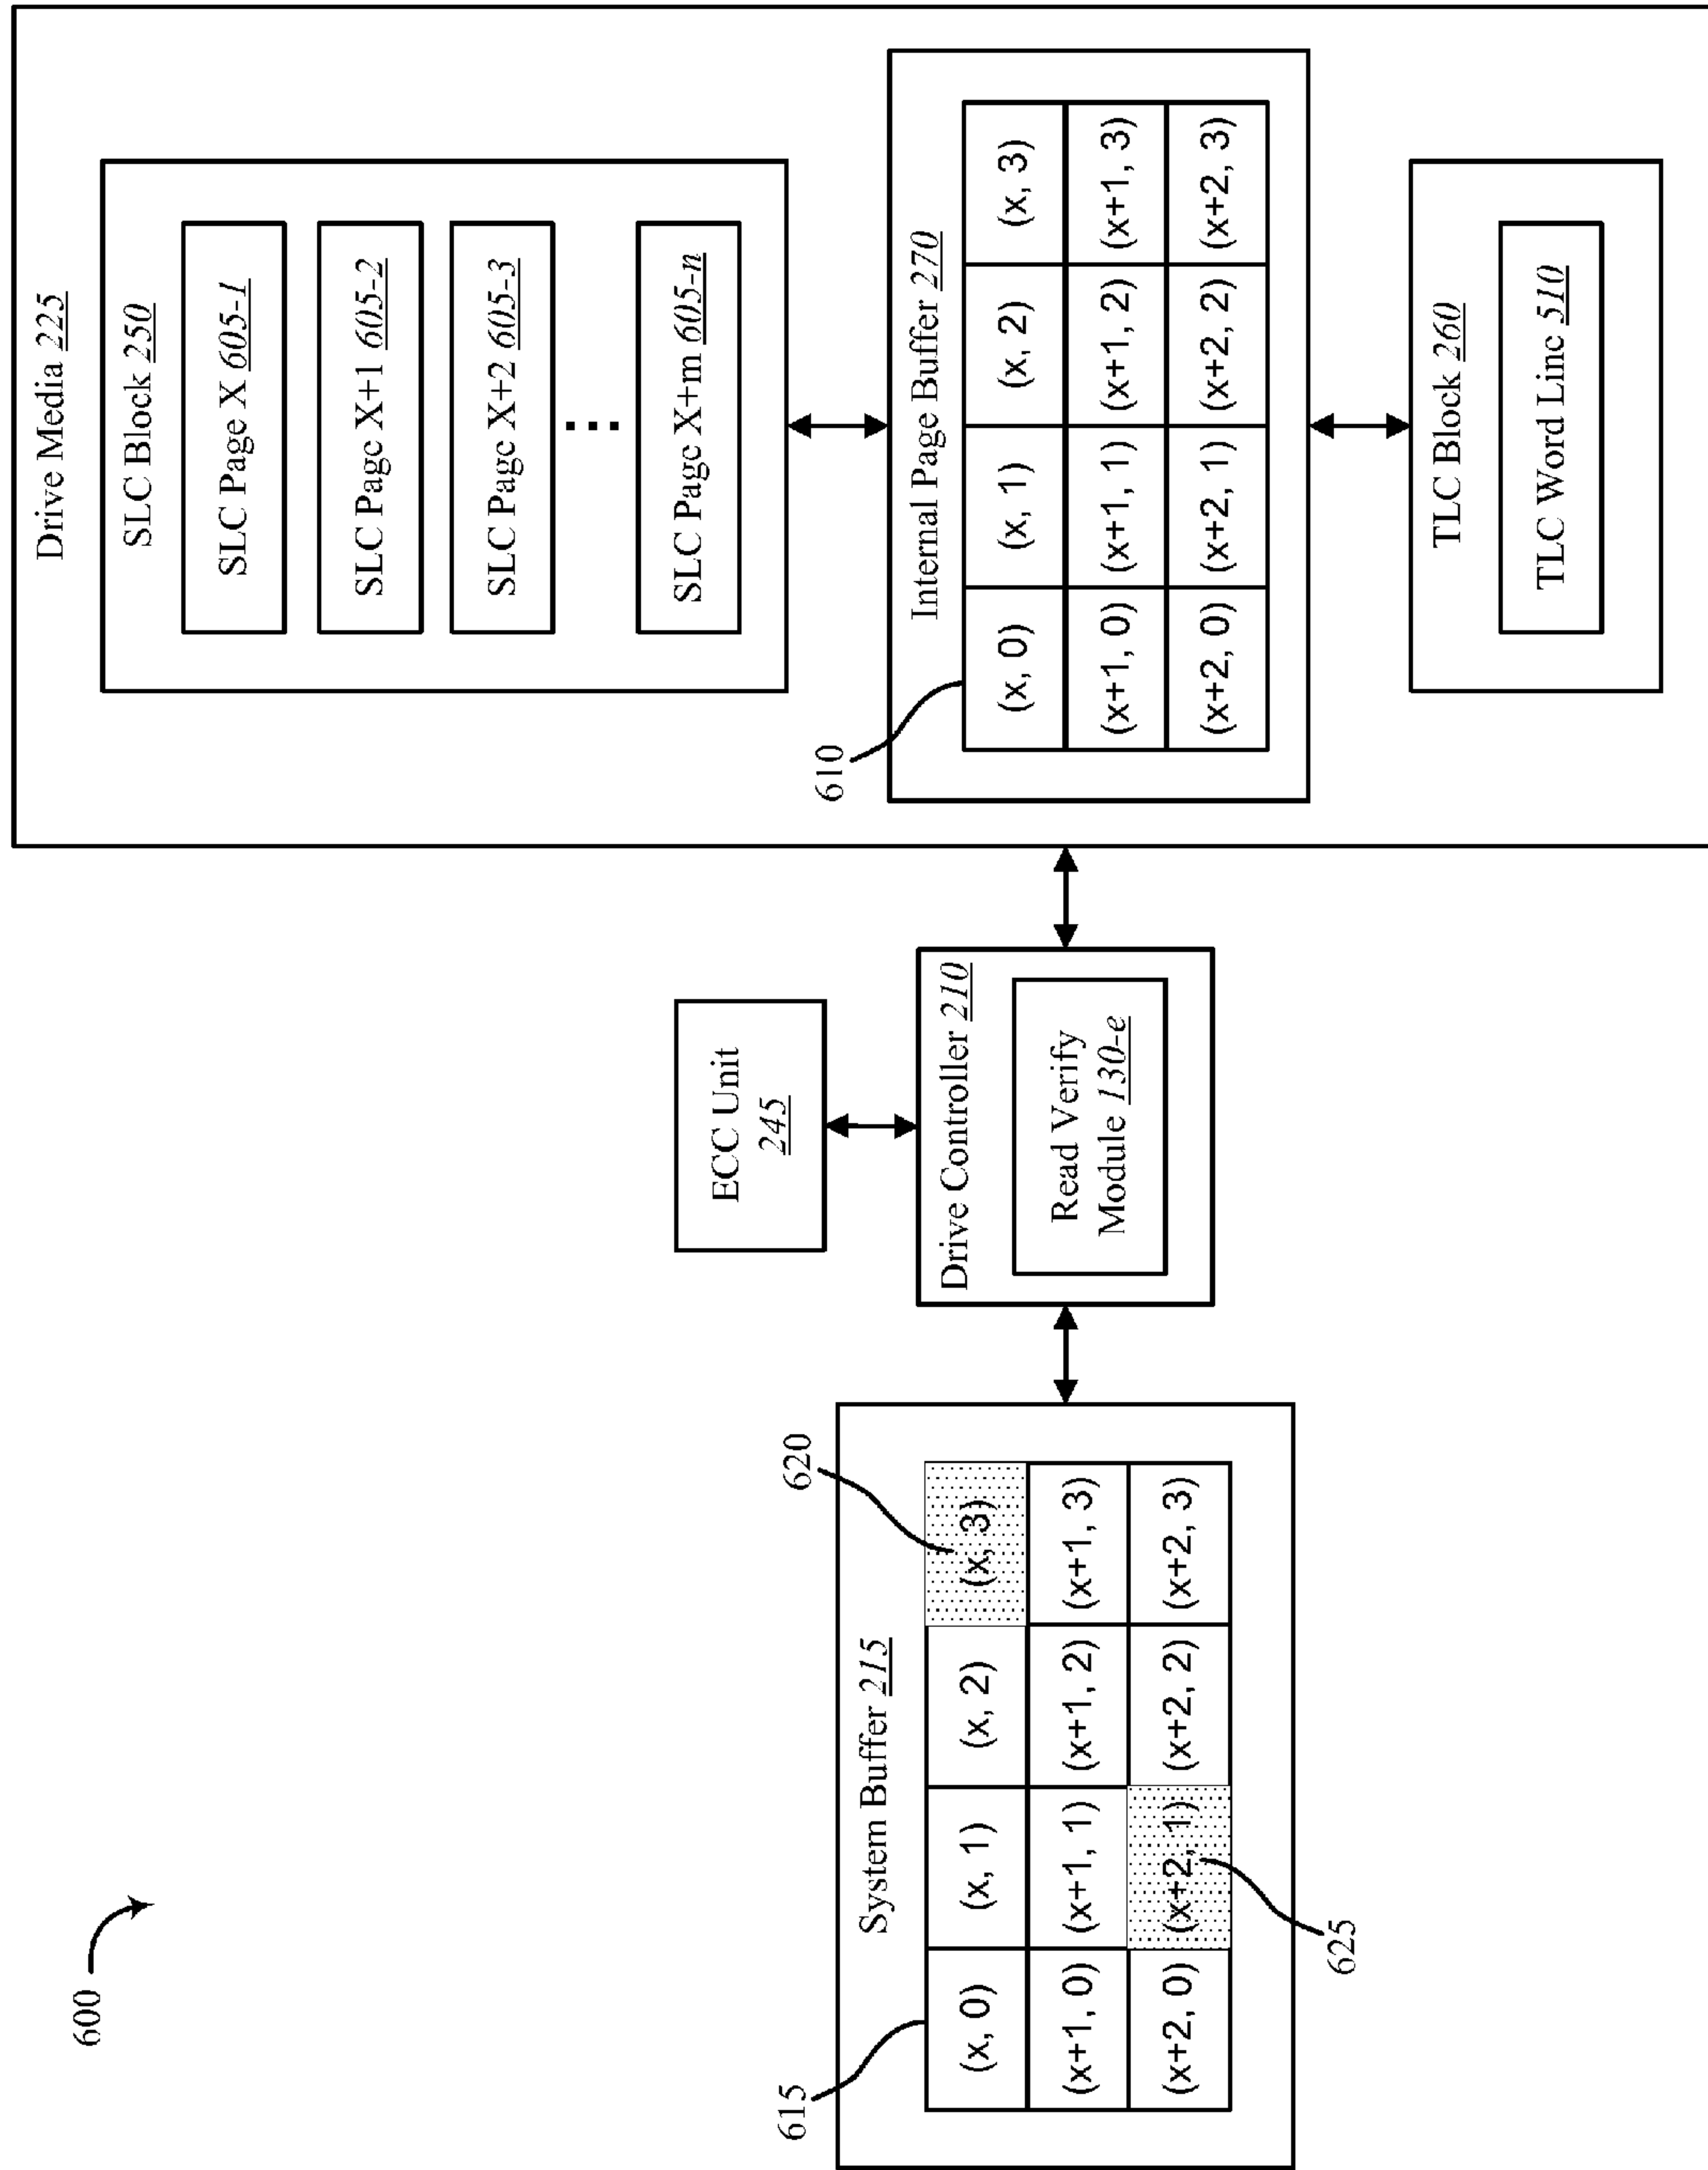 600
Drive Media 225
SLC Block 250
SLC Page X 605-1
SLC Page X+1 605-2
SLC Page X+2 605-3
...
SLC Page X+m 605-n
610
Internal Page Buffer 270
(x, 0) (x, 1) (x, 2) (x, 3)
(x+1, 0) (x+1, 1) (x+1, 2) (x+1, 3)
(x+2, 0) (x+2, 1) (x+2, 2) (x+2, 3)
TLC Block 260
TLC Word Line 510
ECC Unit
245
Drive Controller 210
Read Verify
Module 130-e
615
620
System Buffer 215
(x, 0) (x, 1) (x, 2) (x, 3)
(x+1, 0) (x+1, 1) (x+1, 2) (x+1, 3)
(x+2, 0) (x+2, 1) (x+2, 2) (x+2, 3)
625